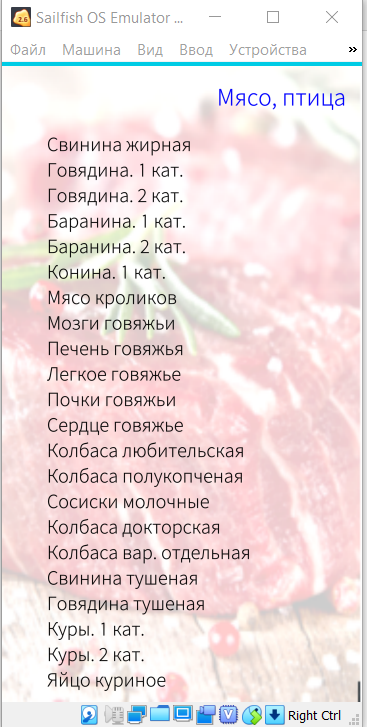 2.6 Sailfish OS Emulator ...
Файл Машина Вид Ввод Устройства »
Мясо, птица
Свинина жирная
Говядина. 1 кат.
Говядина. 2 кат.
Баранина. 1 кат.
Баранина. 2 кат.
Конина. 1 кат.
Мясо кроликов
Мозги говяжьи
Печень говяжья
Легкое говяжье
Почки говяжьи
Сердце говяжье
Колбаса любительская
Колбаса полукопченая
Сосиски молочные
Колбаса докторская
Колбаса вар. отдельная
Свинина тушеная
Говядина тушеная
Куры. 1 кат.
Куры. 2 кат.
Яйцо куриное
Right Ctrl